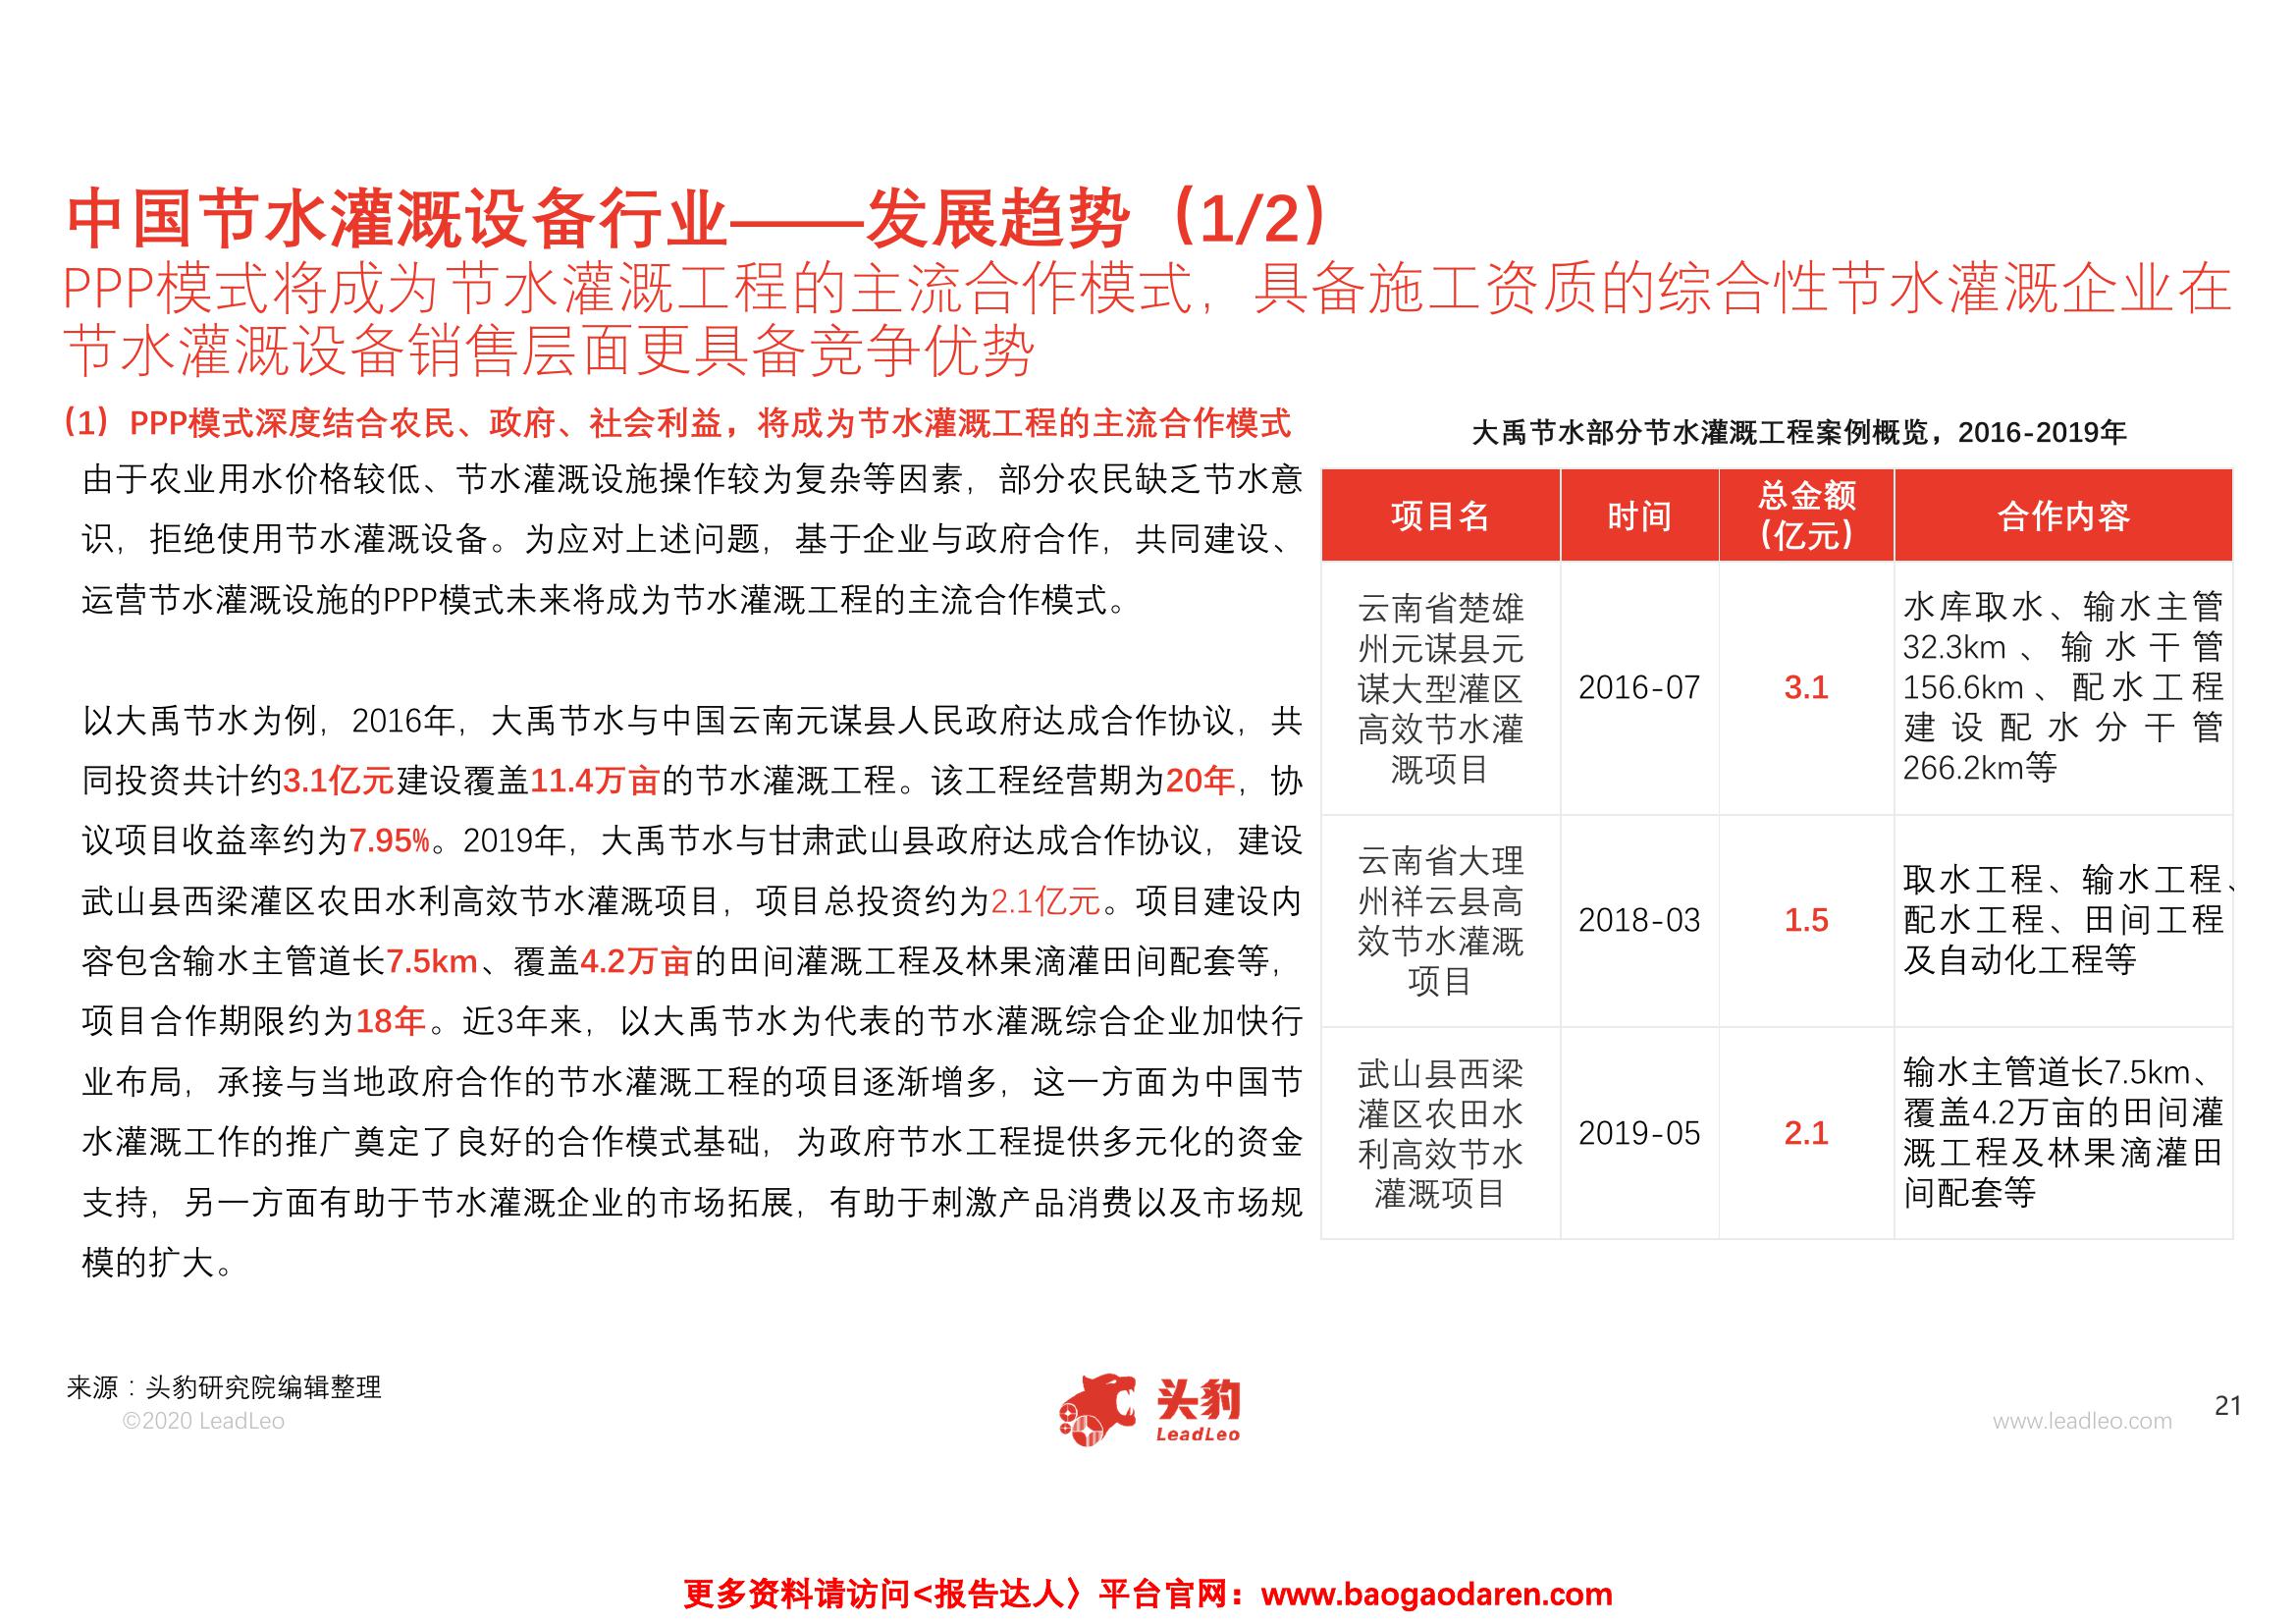 中国节水灌溉设备行业——发展趋势（1/2）
PPP模式将成为节水灌溉工程的主流合作模式，具备施工资质的综合性节水灌溉企业在
节水灌溉设备销售层面更具备竞争优势
（1）PPP模式深度结合农民、政府、社会利益，将成为节水灌溉工程的主流合作模式
由于农业用水价格较低、节水灌溉设施操作较为复杂等因素，部分农民缺乏节水意
识，拒绝使用节水灌溉设备。为应对上述问题，基于企业与政府合作，共同建设、
运营节水灌溉设施的PPP模式未来将成为节水灌溉工程的主流合作模式。
以大禹节水为例，2016年，大禹节水与中国云南元谋县人民政府达成合作协议，共
同投资共计约3.1亿元建设覆盖11.4万亩的节水灌溉工程。该工程经营期为20年，协
议项目收益率约为7.95%。2019年，大禹节水与甘肃武山县政府达成合作协议，建设
武山县西梁灌区农田水利高效节水灌溉项目，项目总投资约为2.1亿元。项目建设内
容包含输水主管道长7.5km、覆盖4.2万亩的田间灌溉工程及林果滴灌田间配套等，
项目合作期限约为18年。近3年来，以大禹节水为代表的节水灌溉综合企业加快行
业布局，承接与当地政府合作的节水灌溉工程的项目逐渐增多，这一方面为中国节
水灌溉工作的推广奠定了良好的合作模式基础，为政府节水工程提供多元化的资金
支持，另一方面有助于节水灌溉企业的市场拓展，有助于刺激产品消费以及市场规
模的扩大。
大禹节水部分节水灌溉工程案例概览，2016-2019年
项目名 时间 总金额 合作内容
（亿元）
云南省楚雄
州元谋县元
谋大型灌区
高效节水灌
溉项目
2016-07
3.1
水库取水、输水主管
32.3km、输水干管
156.6km、配水工程
建设配水分干管
266.2km等
云南省大理
州祥云县高
效节水灌溉
项目
2018-03
1.5
取水工程、输水工程、
配水工程、田间工程
及自动化工程等
武山县西梁
灌区农田水
利高效节水
灌溉项目
2019-05
2.1
输水主管道长7.5km、
覆盖4.2万亩的田间灌
溉工程及林果滴灌田
间配套等
来源：头豹研究院编辑整理
©2020 LeadLeo
头豹
LeadLeo
www.leadleo.com
21
更多资料请访问<报告达人〉平台官网：www.baogaodaren.com